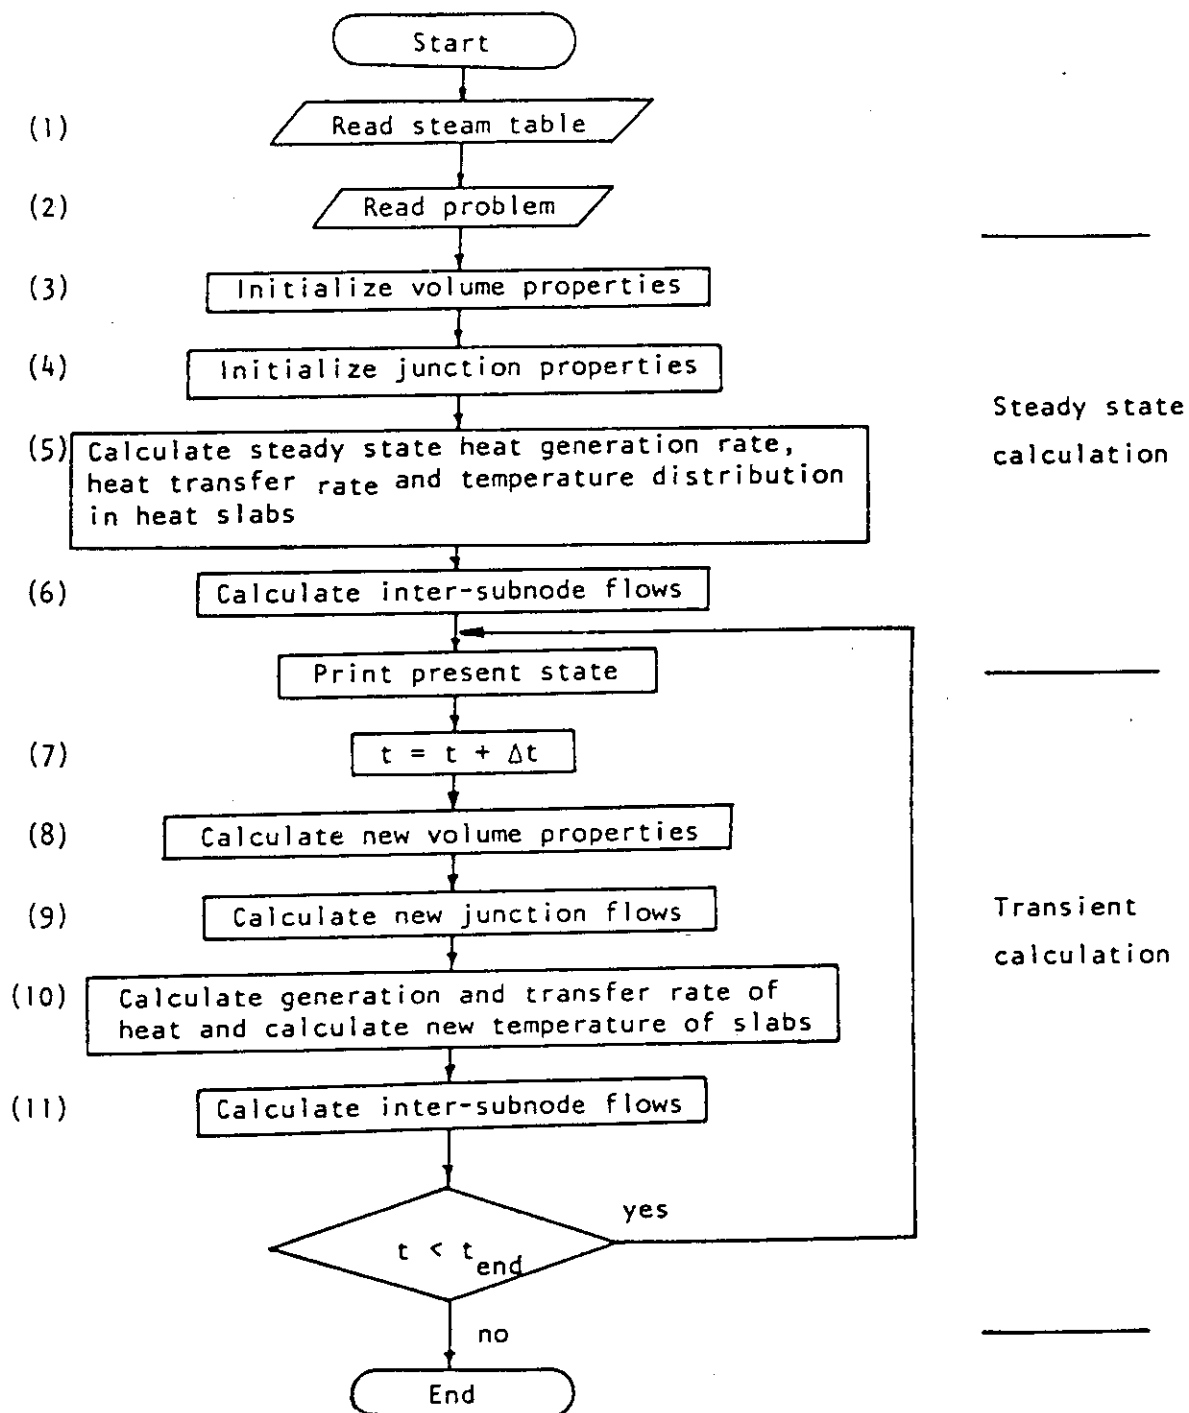 Start
(1) Read steam table
(2) Read problem
(3) Initialize volume properties
(4) Initialize junction properties
Steady state
calculation
(5) Calculate steady state heat generation rate,
heat transfer rate and temperature distribution
in heat slabs
(6) Calculate inter-subnode flows
Print present state
(7) t = t + Δt
(8) Calculate new volume properties
(9) Calculate new junction flows
Transient
calculation
(10) Calculate generation and transfer rate of
heat and calculate new temperature of slabs
(11) Calculate inter-subnode flows
yes
t < t_end
no
End